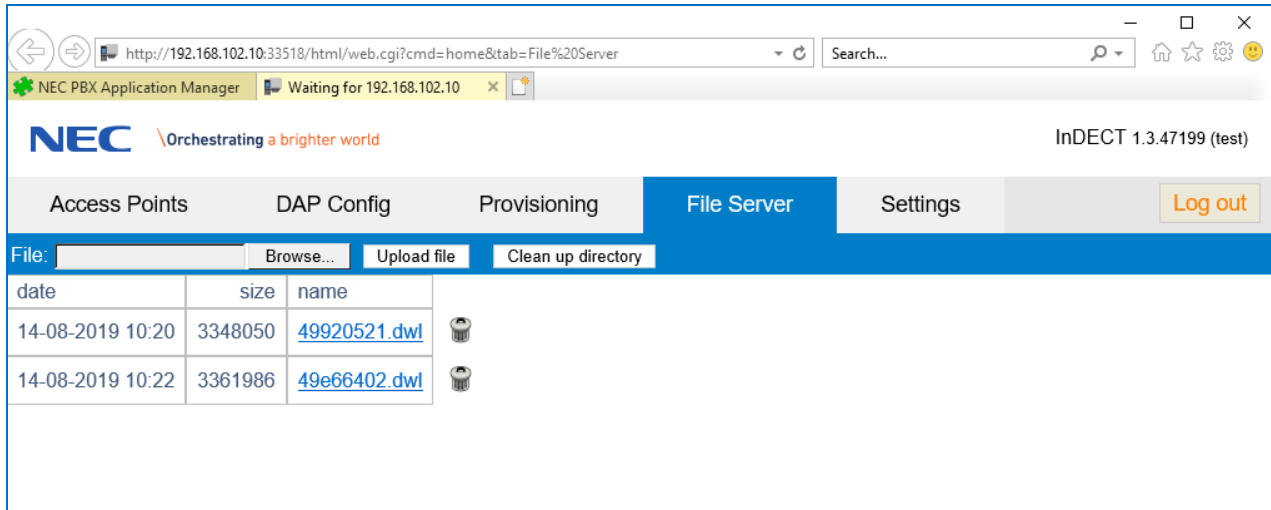 http://192.168.102.10:33518/html/web.cgi?cmd=home&tab=File%20Server Search...
NEC PBX Application Manager Waiting for 192.168.102.10
NEC \Orchestrating a brighter world InDECT 1.3.47199 (test)
Access Points DAP Config Provisioning File Server Settings Log out
File: Browse... Upload file Clean up directory
date size name
14-08-2019 10:20 3348050 49920521.dwl
14-08-2019 10:22 3361986 49e66402.dwl